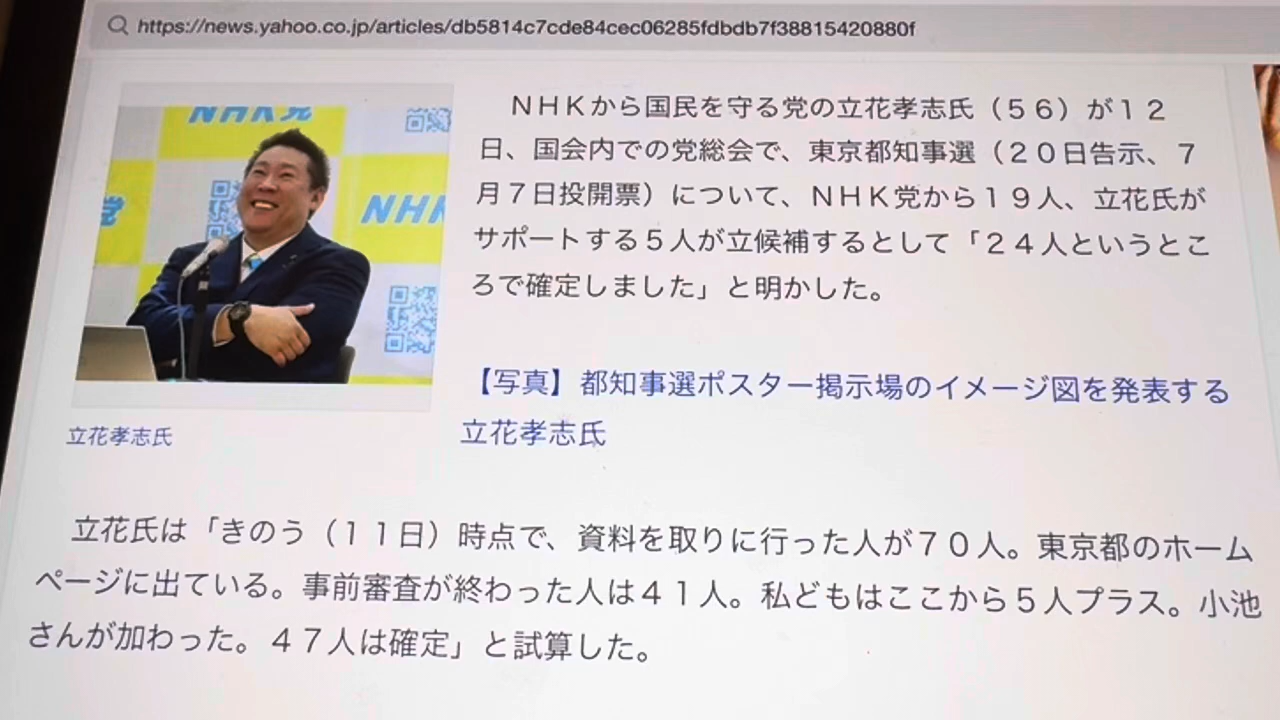 https://news.yahoo.co.jp/articles/db5814c7cde84cec06285fdbdb7f38815420880f
NHK党
NHK
党
NHKから国民を守る党の立花孝志氏（５６）が１２
日、国会内での党総会で、東京都知事選（２０日告示、７
月７日投開票）について、NHK党から１９人、立花氏が
サポートする５人が立候補するとして「２４人というとこ
ろで確定しました」と明かした。
【写真】都知事選ポスター掲示場のイメージ図を発表する
立花孝志氏
立花孝志氏
立花氏は「きのう（１１日）時点で、資料を取りに行った人が７０人。東京都のホーム
ページに出ている。事前審査が終わった人は４１人。私どもはここから５人プラス。小池
さんが加わった。４７人は確定」と試算した。